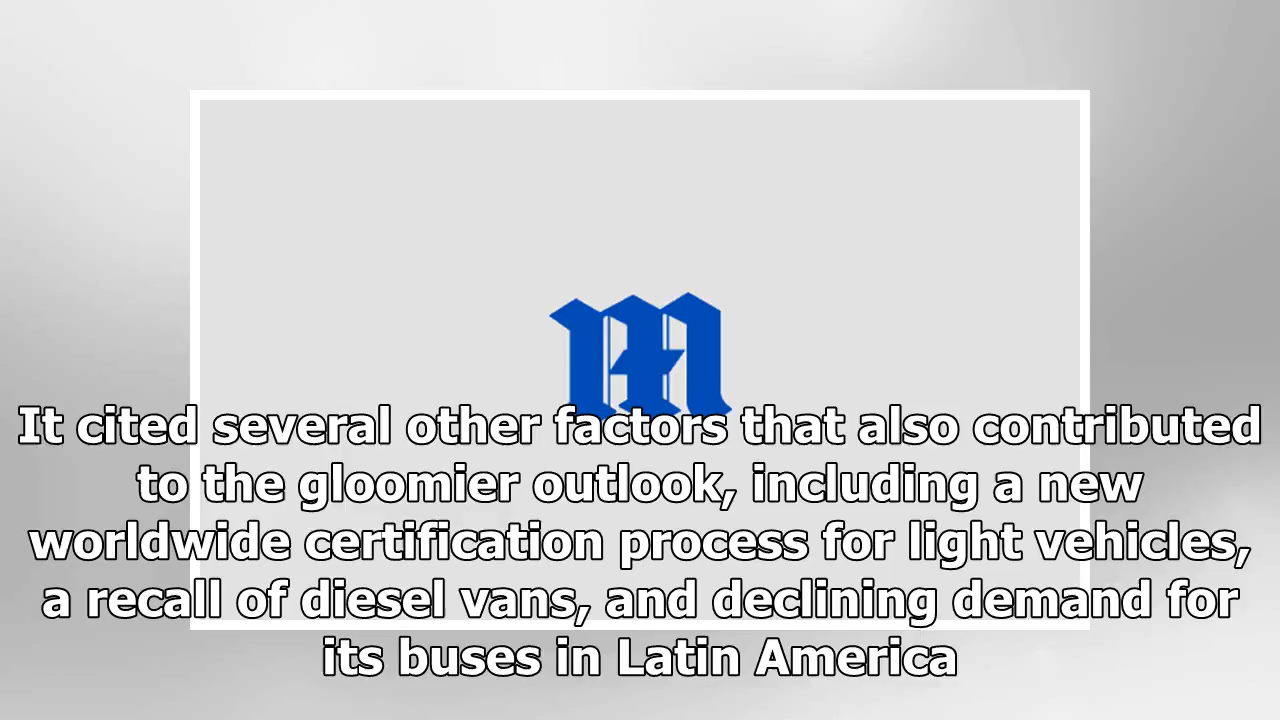 It cited several other factors that also contributed
to the gloomier outlook, including a new
worldwide certification process for light vehicles,
a recall of diesel vans, and declining demand for
its buses in Latin America